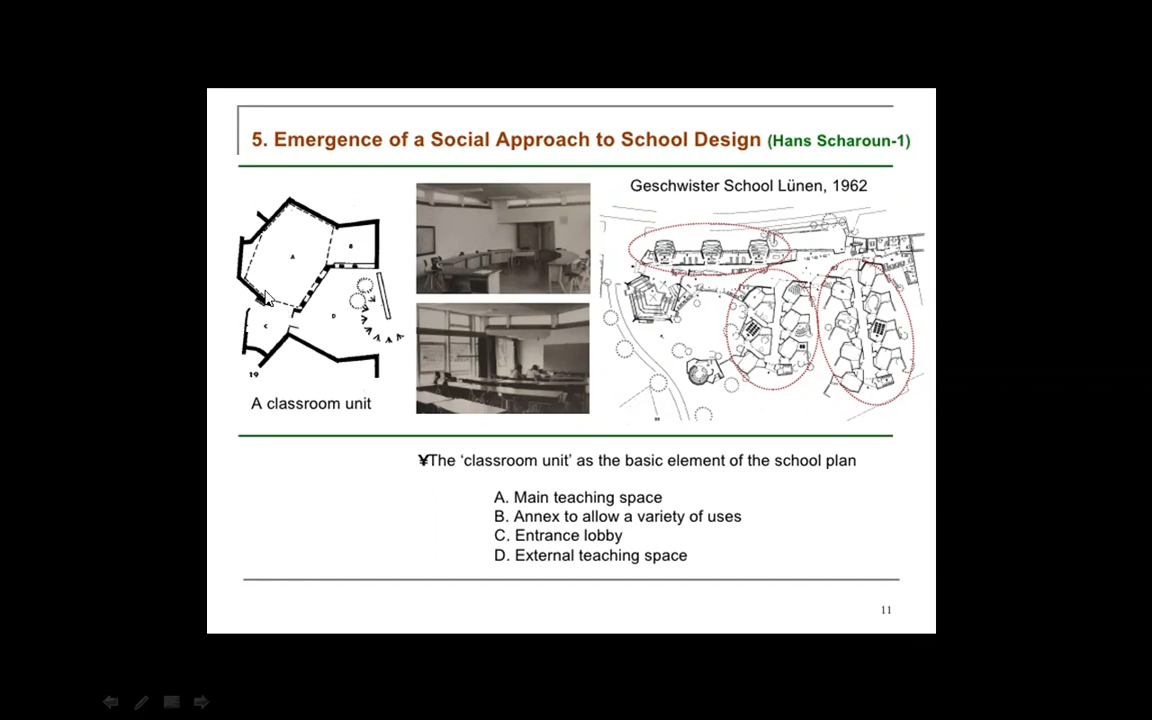 5. Emergence of a Social Approach to School Design (Hans Scharoun-1)
Geschwister School Lünen, 1962
A
B
C
D
19
A classroom unit
¥The ‘classroom unit’ as the basic element of the school plan
A. Main teaching space
B. Annex to allow a variety of uses
C. Entrance lobby
D. External teaching space
11